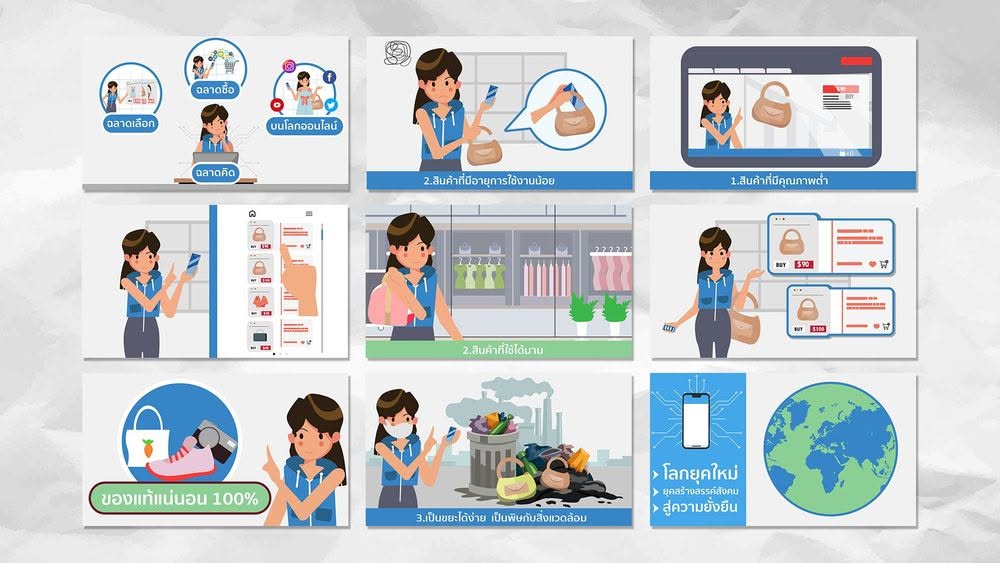 ฉลาดซื้อ
ฉลาดเลือก
บนโลกออนไลน์
ฉลาดคิด
2.สินค้าที่มีอายุการใช้งานน้อย
$90
BUY
1.สินค้าที่มีคุณภาพต่ำ
BUY $90
BUY
BUY
BUY
2.สินค้าที่ใช้ได้นาน
BUY $90
BUY $100
ของแท้แน่นอน 100%
3.เป็นขยะได้ง่าย เป็นพิษกับสิ่งแวดล้อม
โลกยุคใหม่
ยุคสร้างสรรค์สังคม
สู่ความยั่งยืน